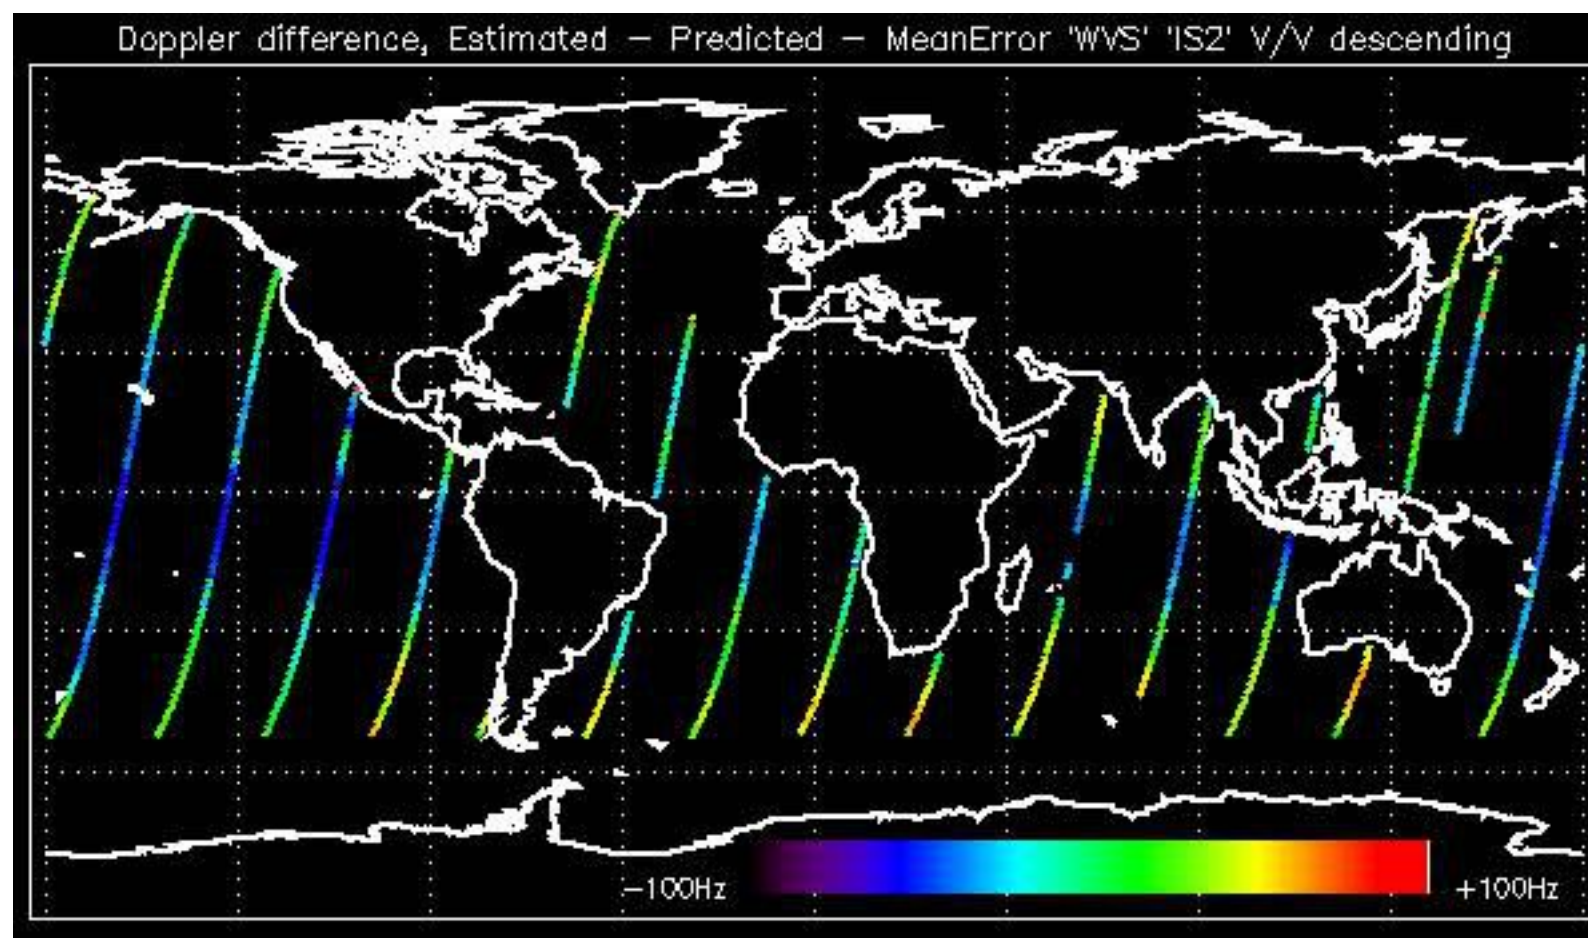 Doppler difference, Estimated – Predicted – MeanError 'WVS' 'IS2' V/V descending
–100Hz
+100Hz